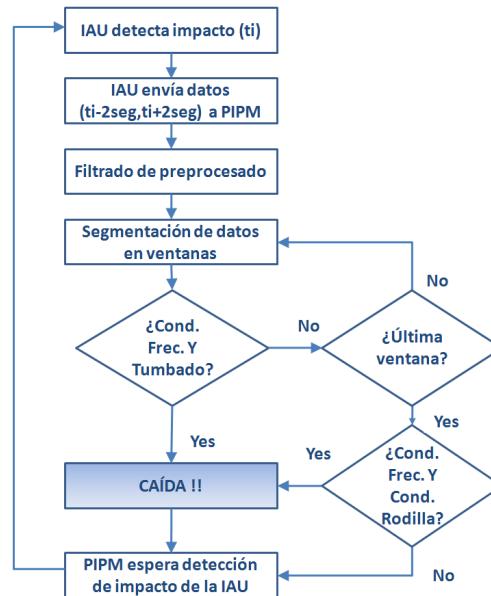 IAU detecta impacto (ti)
IAU envía datos
(ti-2seg,ti+2seg) a PIPM
Filtrado de preprocesado
Segmentación de datos
en ventanas
No
¿Cond.
Frec. Y
Tumbado?
No
¿Última
ventana?
Yes
Yes
¿Cond.
Frec. Y
Cond.
Rodilla?
Yes
CAÍDA !!
No
PIPM espera detección
de impacto de la IAU